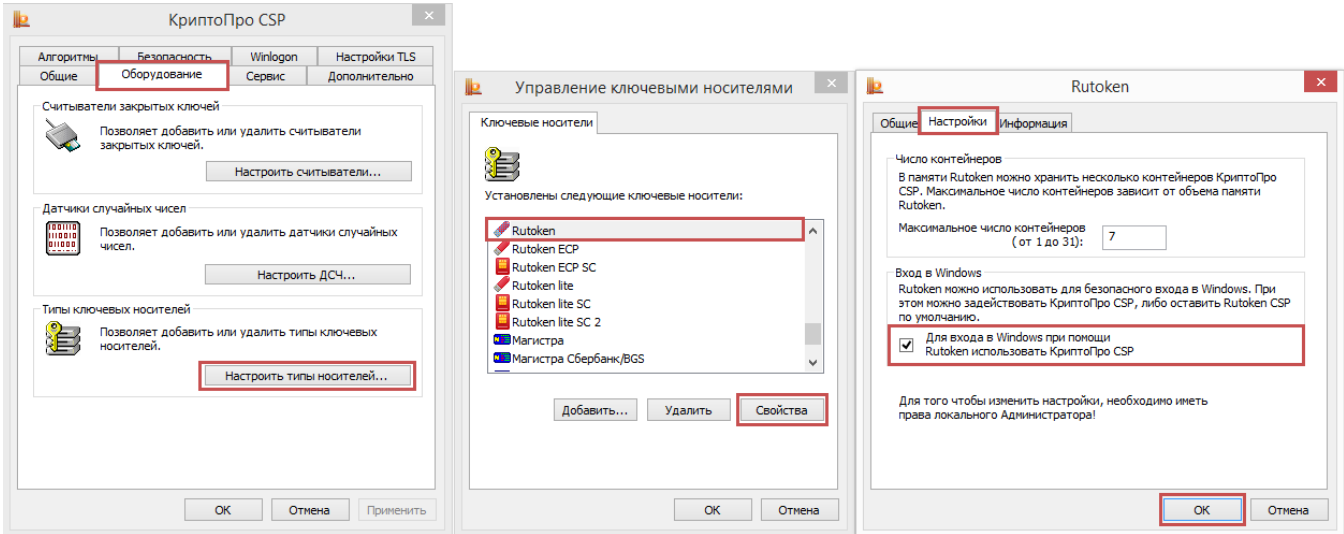 КриптоПро CSP
Алгоритмы Безопасность Winlogon Настройки TLS
Общие Оборудование Сервис Дополнительно
Считыватели закрытых ключей
Позволяет добавить или удалить считыватели
закрытых ключей.
Настроить считыватели...
Датчики случайных чисел
Позволяет добавить или удалить датчики случайных
чисел.
Настроить ДСЧ...
Типы ключевых носителей
Позволяет добавить или удалить типы ключевых
носителей.
Настроить типы носителей...
ОК Отмена Применить
Управление ключевыми носителями
Ключевые носители
Установлены следующие ключевые носители:
Rutoken
Rutoken ECP
Rutoken ECP SC
Rutoken lite
Rutoken lite SC
Rutoken lite SC 2
Магистра
Магистра Сбербанк/BGS
Добавить... Удалить Свойства
ОК Отмена
Rutoken
Общие Настройки Информация
Число контейнеров
В памяти Rutoken можно хранить несколько контейнеров КриптоПро
CSP. Максимальное число контейнеров зависит от объема памяти
Rutoken.
Максимальное число контейнеров
(от 1 до 31): 7
Вход в Windows
Rutoken можно использовать для безопасного входа в Windows. При
этом можно задействовать КриптоПро CSP, либо оставить Rutoken CSP
по умолчанию.
Для входа в Windows при помощи
Rutoken использовать КриптоПро CSP
Для того чтобы изменить настройки, необходимо иметь
права локального Администратора!
ОК Отмена